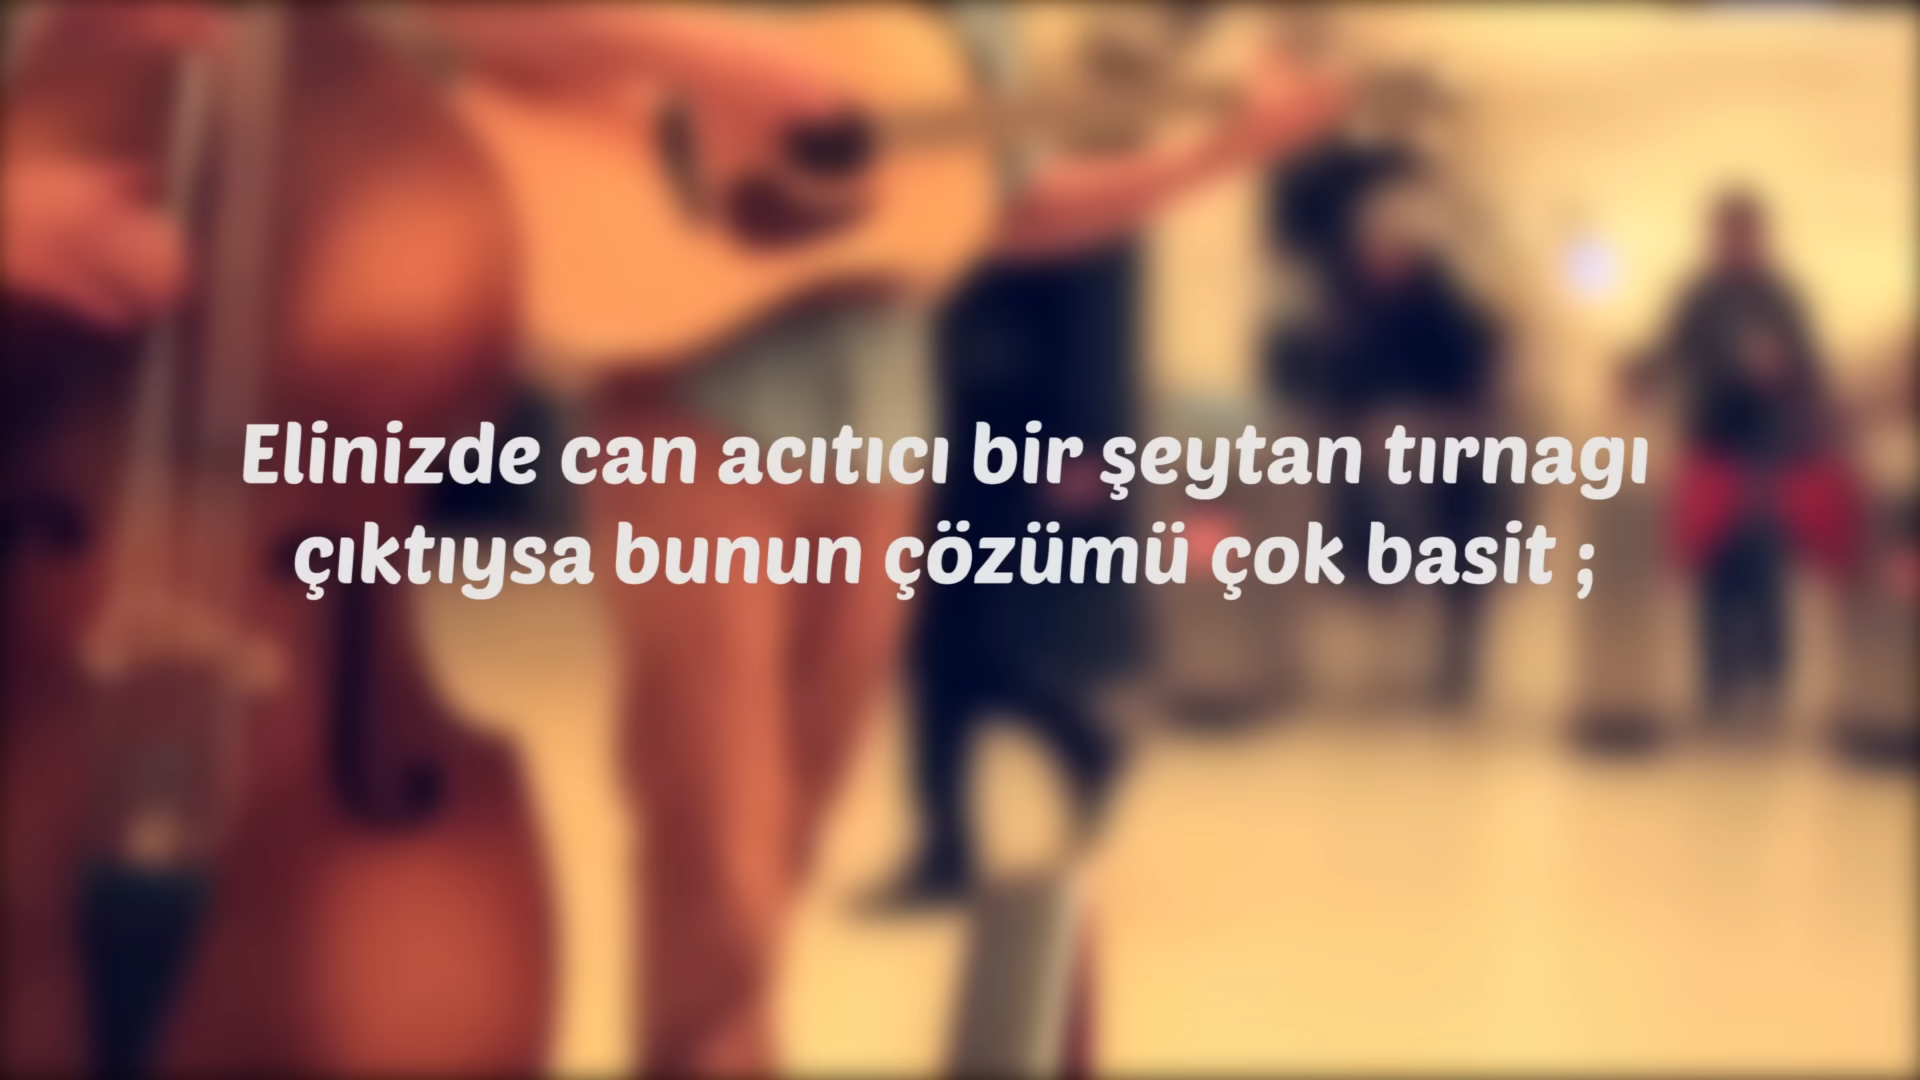 Elinizde can acıtıcı bir şeytan tırnagı
çıktıysa bunun çözümü çok basit ;